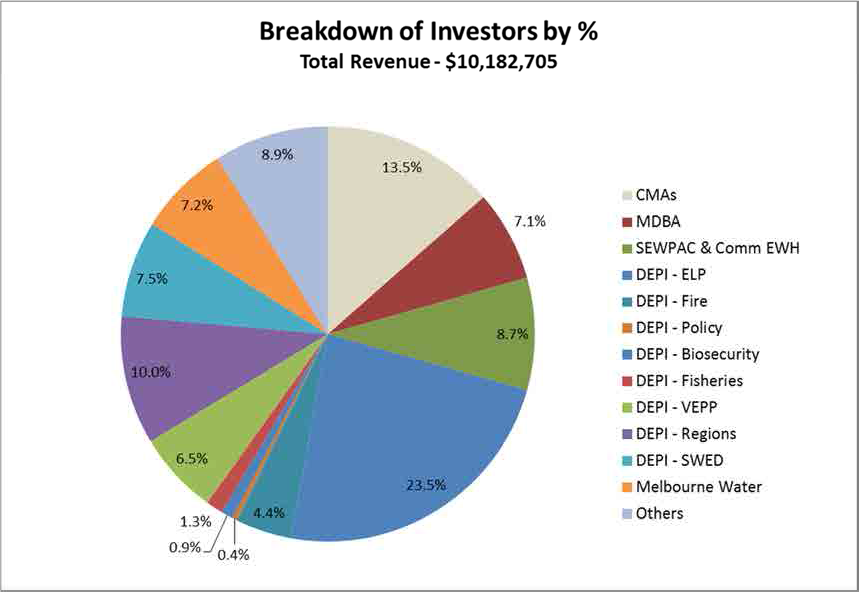 Breakdown of Investors by %
Total Revenue - $10,182,705
8.9%
13.5%
7.2%
7.1%
7.5%
8.7%
10.0%
6.5%
23.5%
4.4%
1.3%
0.9%
0.4%
CMAs
MDBA
SEWPAC & Comm EWH
DEPI - ELP
DEPI - Fire
DEPI - Policy
DEPI - Biosecurity
DEPI - Fisheries
DEPI - VEPP
DEPI - Regions
DEPI - SWED
Melbourne Water
Others